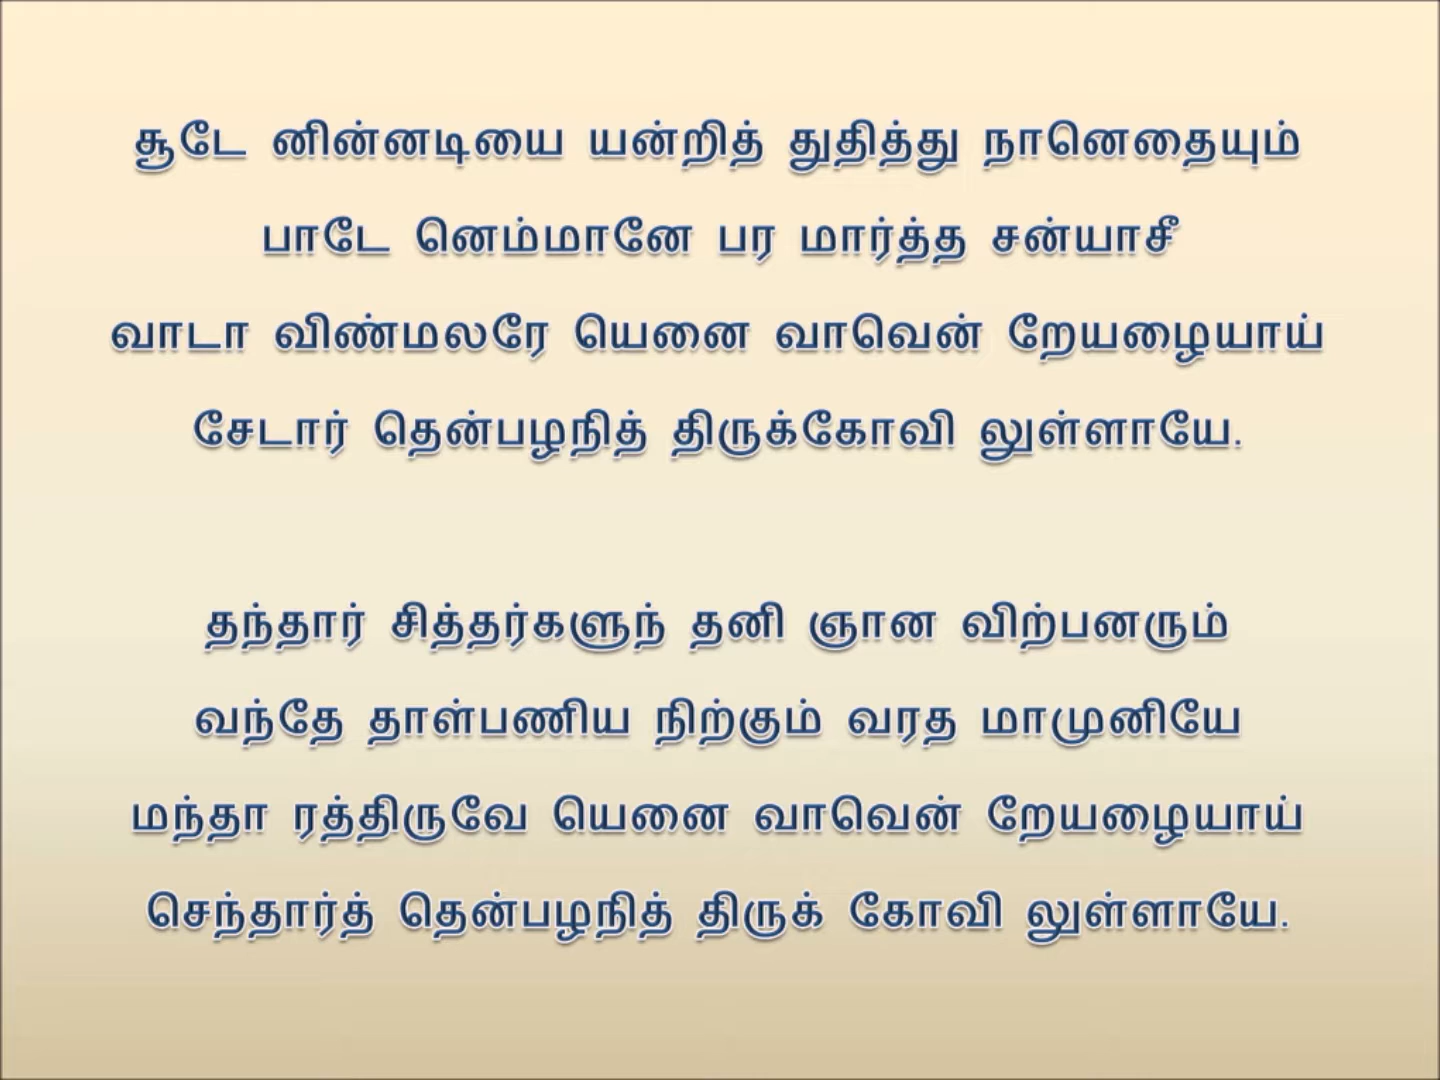 சூடே னின்னடியை யன்றித் துதித்து நானெதையும்
பாடே னெம்மானே பர மார்த்த சன்யாசீ
வாடா விண்மலரே யெனை வாவென் றேயழையாய்
சேடார் தென்பழநித் திருக்கோவி லுள்ளாயே.
தந்தார் சித்தர்களுந் தனி ஞான விற்பனரும்
வந்தே தாள்பணிய நிற்கும் வரத மாமுனியே
மந்தா ரத்திருவே யெனை வாவென் றேயழையாய்
செந்தார்த் தென்பழநித் திருக் கோவி லுள்ளாயே.